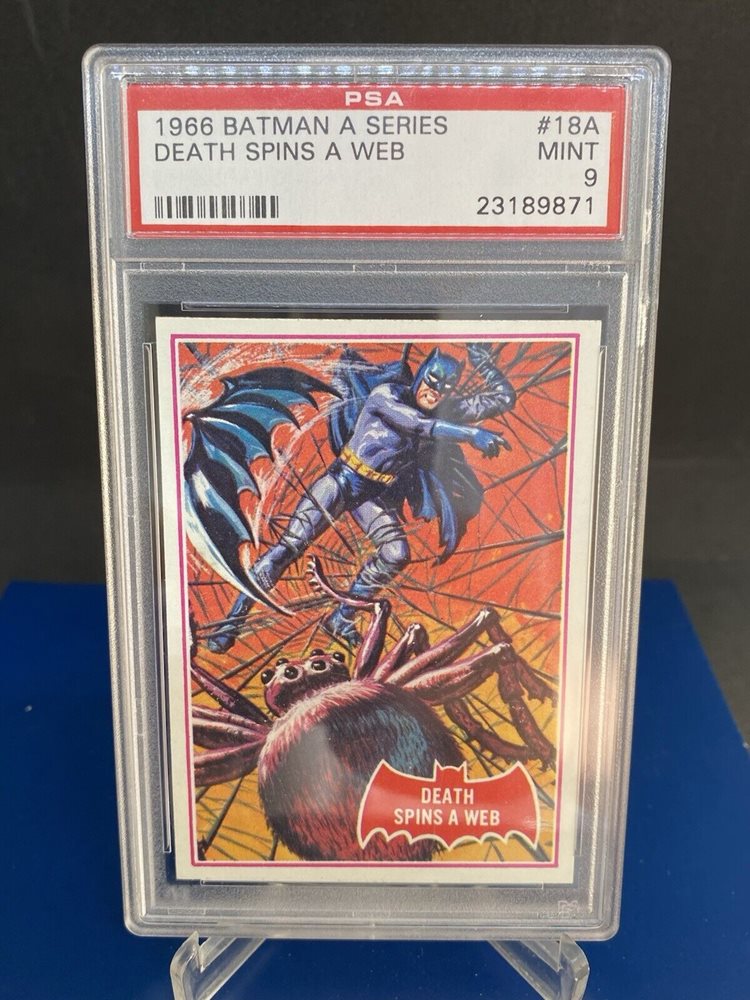 PSA
1966 BATMAN A SERIES #18A
DEATH SPINS A WEB MINT
9
23189871
DEATH
SPINS A WEB